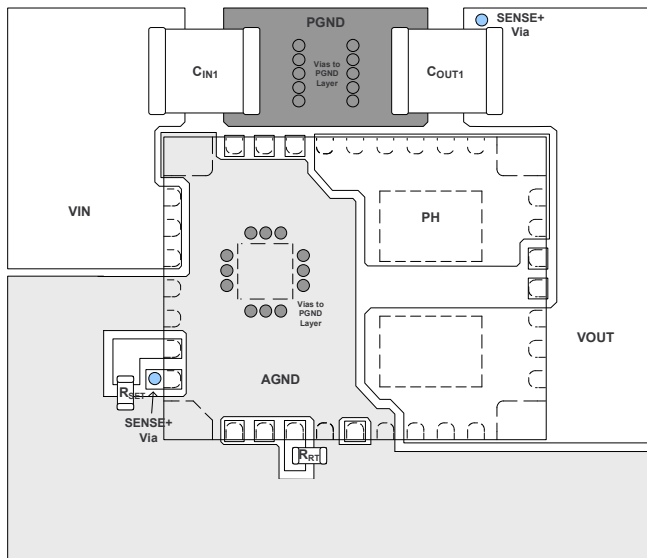 PGND
SENSE+
Via
CIN1
Vias to
PGND
Layer
COUT1
VIN
PH
Vias to
PGND
Layer
VOUT
AGND
RSET
SENSE+
Via
RRT